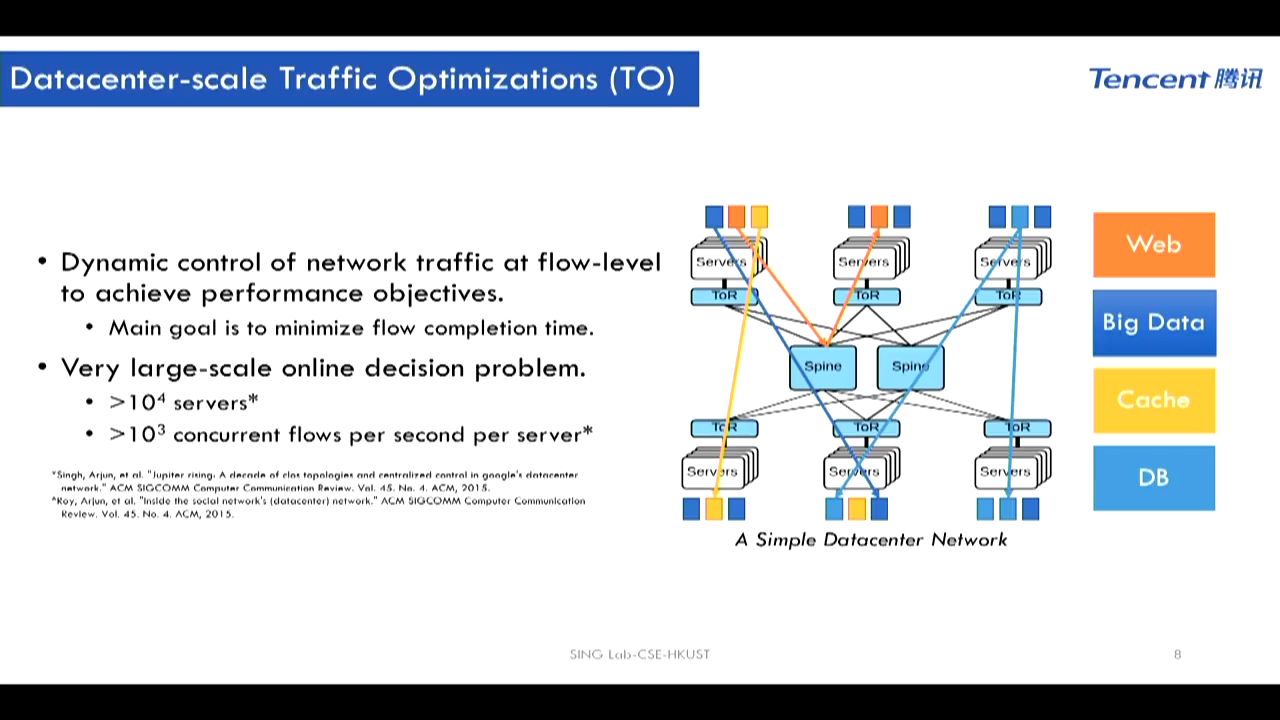 Datacenter-scale Traffic Optimizations (TO)
Tencent 腾讯
• Dynamic control of network traffic at flow-level
to achieve performance objectives.
• Main goal is to minimize flow completion time.
• Very large-scale online decision problem.
• >10⁴ servers*
• >10³ concurrent flows per second per server*
*Singh, Arjun, et al. "Jupiter rising: A decade of clos topologies and centralized control in google's datacenter
network." ACM SIGCOMM Computer Communication Review. Vol. 45. No. 4. ACM, 2015.
*Roy, Arjun, et al. "Inside the social network's (datacenter) network." ACM SIGCOMM Computer Communication
Review. Vol. 45. No. 4. ACM, 2015.
Servers Servers Servers
ToR ToR ToR
Spine Spine
ToR ToR ToR
Servers Servers Servers
A Simple Datacenter Network
Web
Big Data
Cache
DB
SING Lab-CSE-HKUST
8